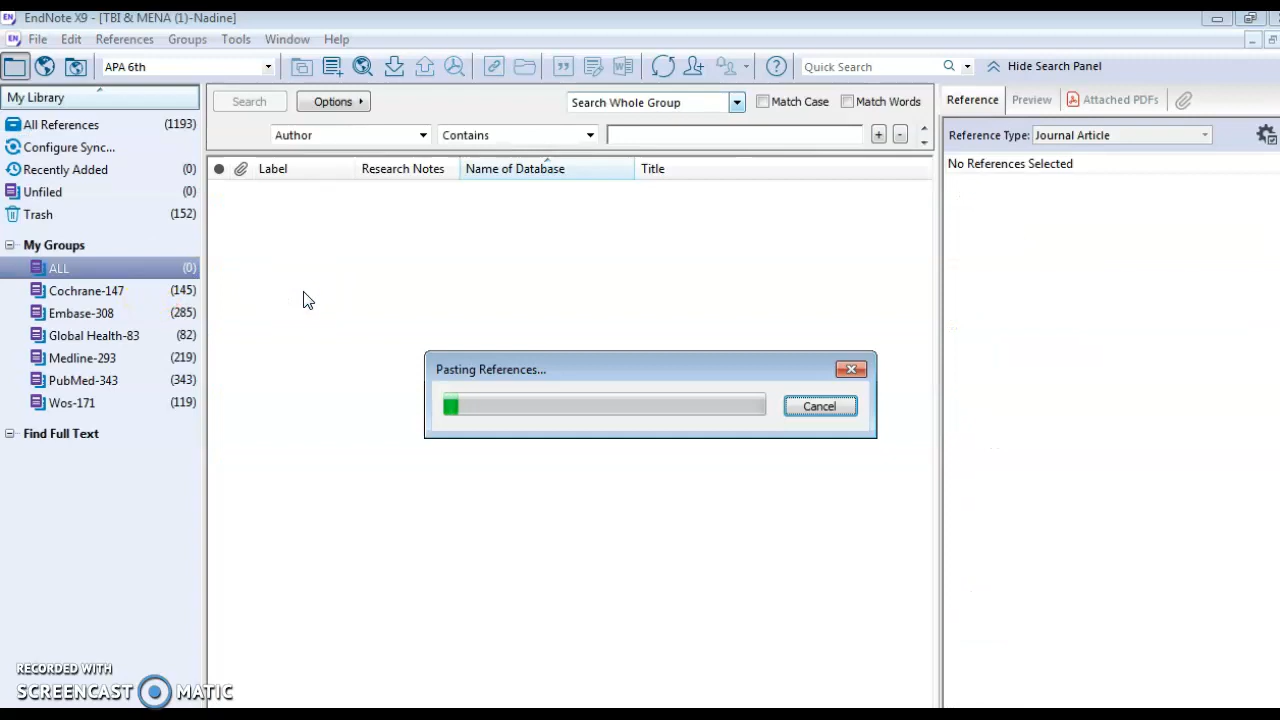 EN EndNote X9 - [TBI & MENA (1)-Nadine]
EN File Edit References Groups Tools Window Help
APA 6th Quick Search Hide Search Panel
My Library
All References (1193)
Configure Sync...
Recently Added (0)
Unfiled (0)
Trash (152)
My Groups
ALL (0)
Cochrane-147 (145)
Embase-308 (285)
Global Health-83 (82)
Medline-293 (219)
PubMed-343 (343)
Wos-171 (119)
Find Full Text
Search Options Search Whole Group Match Case Match Words
Author Contains + -
Label Research Notes Name of Database Title
Pasting References...
Cancel
Reference Preview Attached PDFs
Reference Type: Journal Article
No References Selected
RECORDED WITH
SCREENCAST MATIC